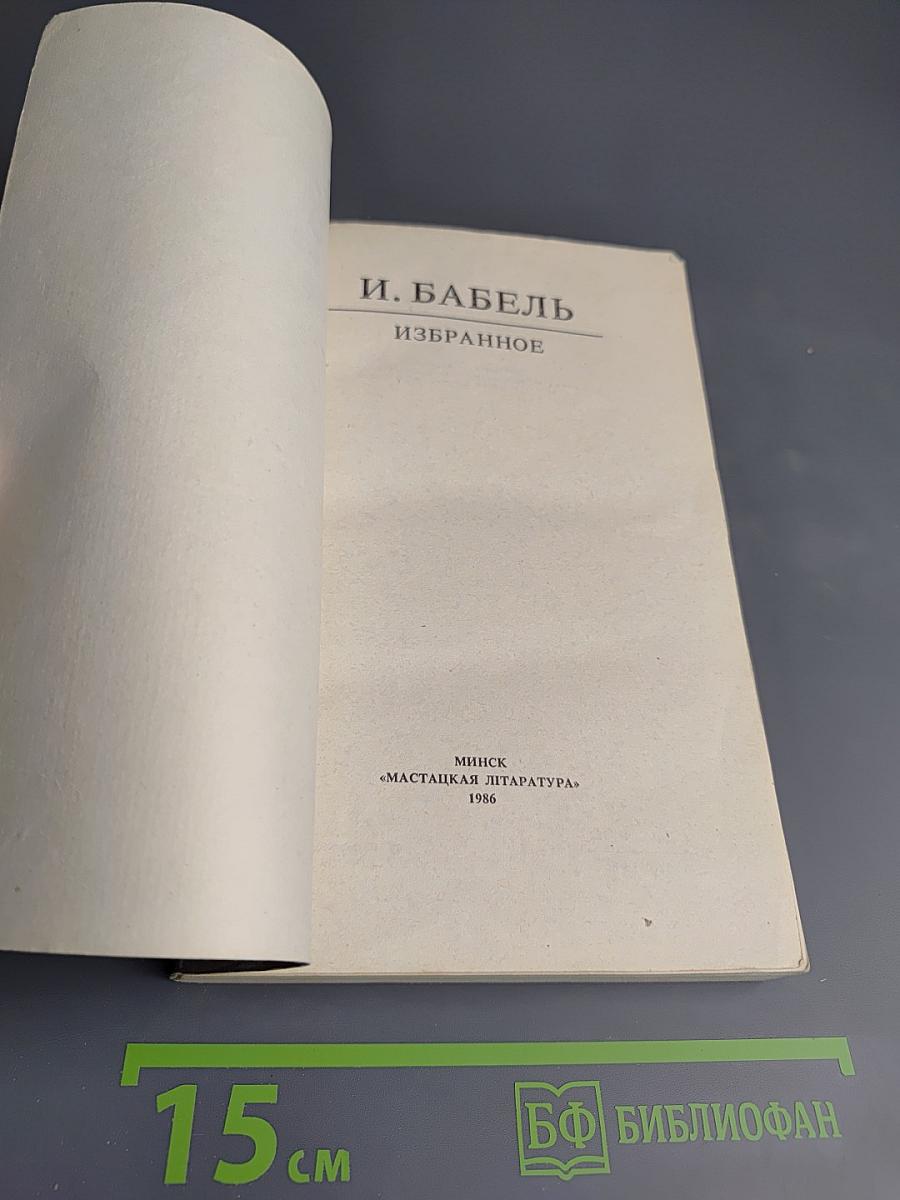 И. БАБЕЛЬ
ИЗБРАННОЕ
МИНСК
«МАСТАЦКАЯ ЛІТАРАТУРА»
1986
15 см
БФ БИБЛИОФАН